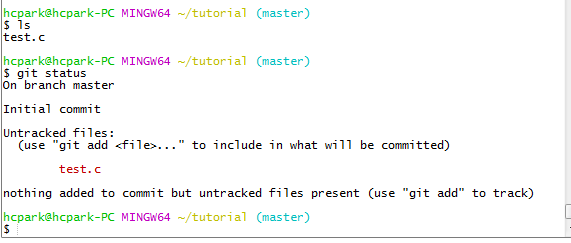 hcpark@hcpark-PC MINGW64 ~/tutorial (master)
$ ls
test.c
hcpark@hcpark-PC MINGW64 ~/tutorial (master)
$ git status
On branch master
Initial commit
Untracked files:
  (use "git add <file>..." to include in what will be committed)
        test.c
nothing added to commit but untracked files present (use "git add" to track)
hcpark@hcpark-PC MINGW64 ~/tutorial (master)
$